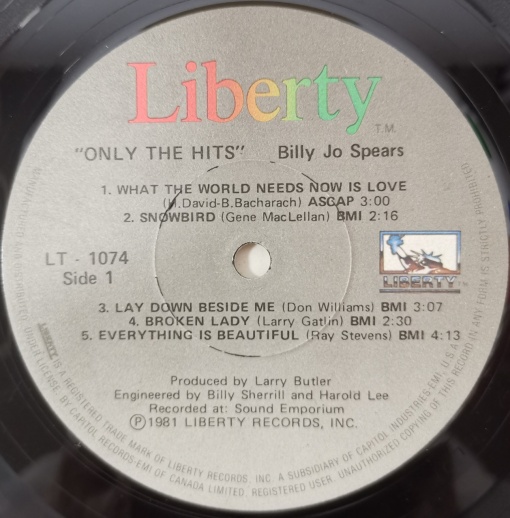 Liberty
T.M.
"ONLY THE HITS" Billy Jo Spears
1. WHAT THE WORLD NEEDS NOW IS LOVE
(H.David-B.Bacharach) ASCAP 3:00
2. SNOWBIRD (Gene MacLellan) BMI 2:16
LT - 1074
Side 1
LIBERTY
3. LAY DOWN BESIDE ME (Don Williams) BMI 3:07
4. BROKEN LADY (Larry Gatlin) BMI 2:30
5. EVERYTHING IS BEAUTIFUL (Ray Stevens) BMI 4:13
Produced by Larry Butler
Engineered by Billy Sherrill and Harold Lee
Recorded at: Sound Emporium
Ⓟ1981 LIBERTY RECORDS, INC.
IS A REGISTERED TRADE MARK OF LIBERTY RECORDS, INC. A SUBSIDIARY OF CAPITOL INDUSTRIES-EMI, U.S.A.
UNDER LICENSE, BY CAPITOL RECORDS-EMI OF CANADA LIMITED. REGISTERED USER. UNAUTHORIZED COPYING OF THIS RECORD IN ANY FORM IS STRICTLY PROHIBITED